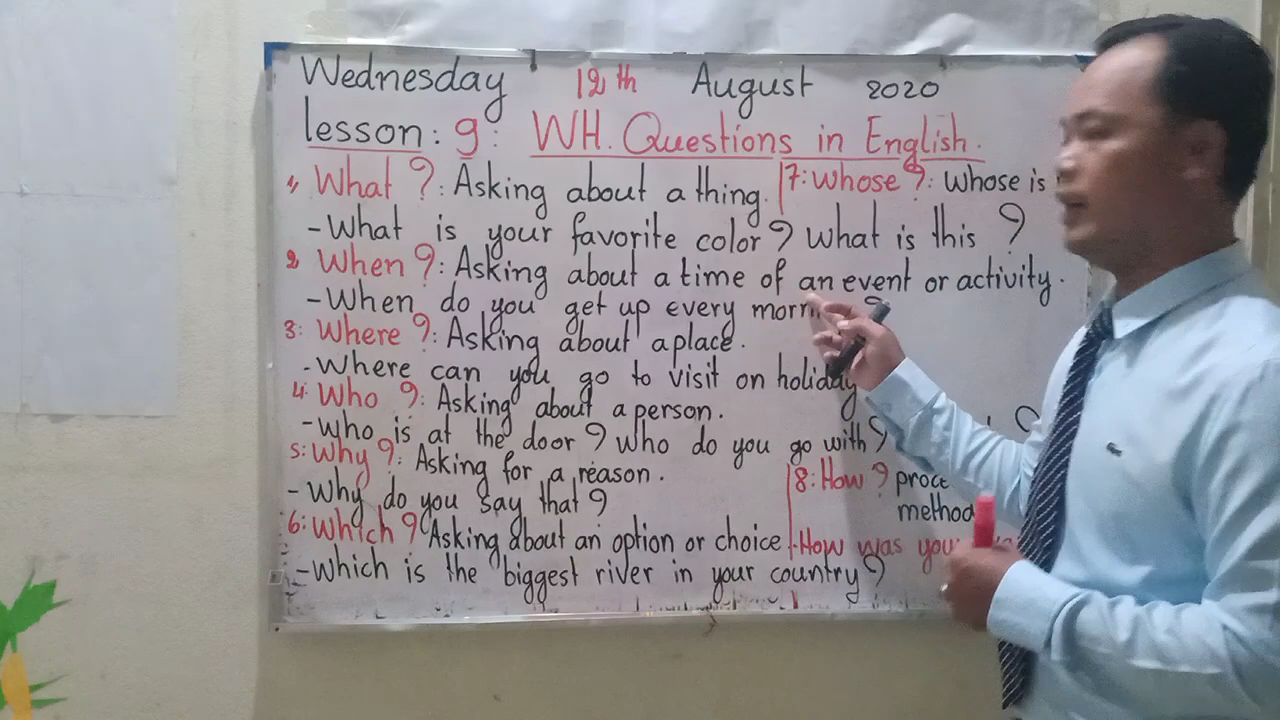 Wednesday 12th August 2020
lesson: 9: WH. Questions in English.
1, What?: Asking about a thing.
- What is your favorite color? What is this?
2, When?: Asking about a time of an event or activity.
- When do you get up every
3: Where?: Asking about a place.
- Where can you go to visit on holiday
4: Who?: Asking about a person.
- Who is at the door? Who do you go with?
5: Why?: Asking for a reason.
- Why do you say that?
6: Which? Asking about an option or choice
- Which is the biggest river in your country?
7: Whose?: Whose is
8: How?
method
- How was